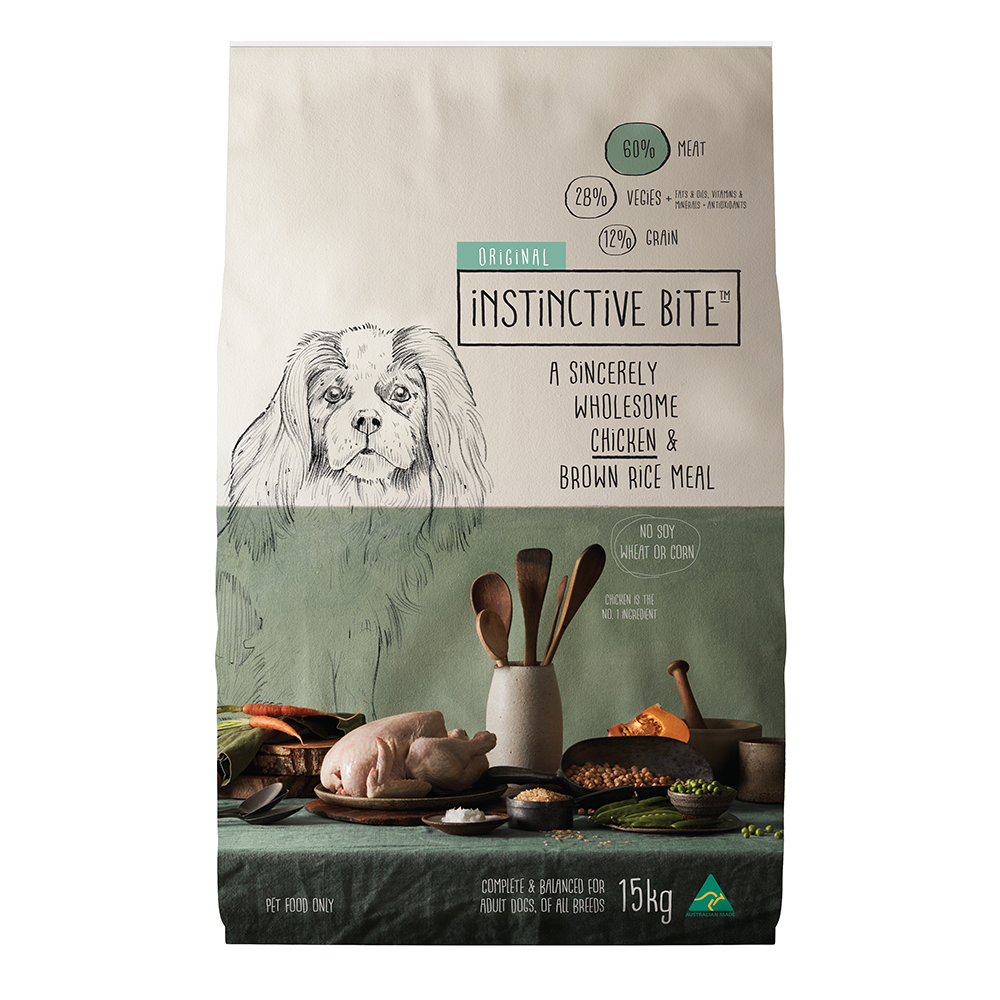 60% MEAT
28% VEGIES + FATS & OILS, VITAMINS &
MINERALS + ANTIOXIDANTS
12% GRAIN
ORiGiNAL
iNSTiNCTiVE BiTE™
A SiNCERELY
WHOLESOME
CHICKEN &
BROWN RiCE MEAL
NO SOY
WHEAT OR CORN
CHICKEN IS THE
NO. 1 INGREDIENT
COMPLETE & BALANCED FOR
ADULT DOGS, OF ALL BREEDS
15kg
AUSTRALIAN MADE
PET FOOD ONLY